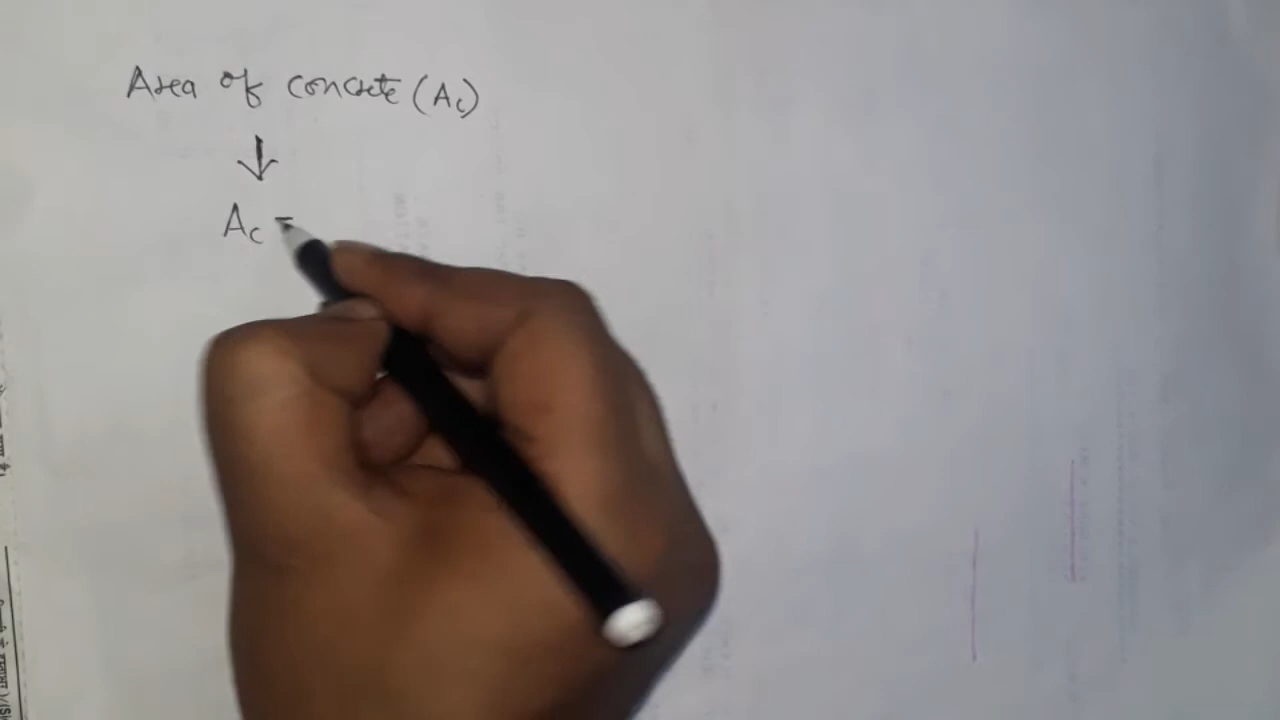 Area of concrete (Ac)
↓
Ac =